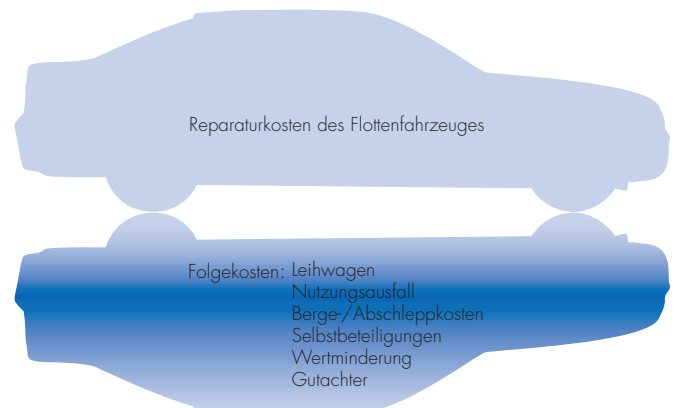 Reparaturkosten des Flottenfahrzeuges
Folgekosten: Leihwagen
Nutzungsausfall
Berge-/Abschleppkosten
Selbstbeteiligungen
Wertminderung
Gutachter